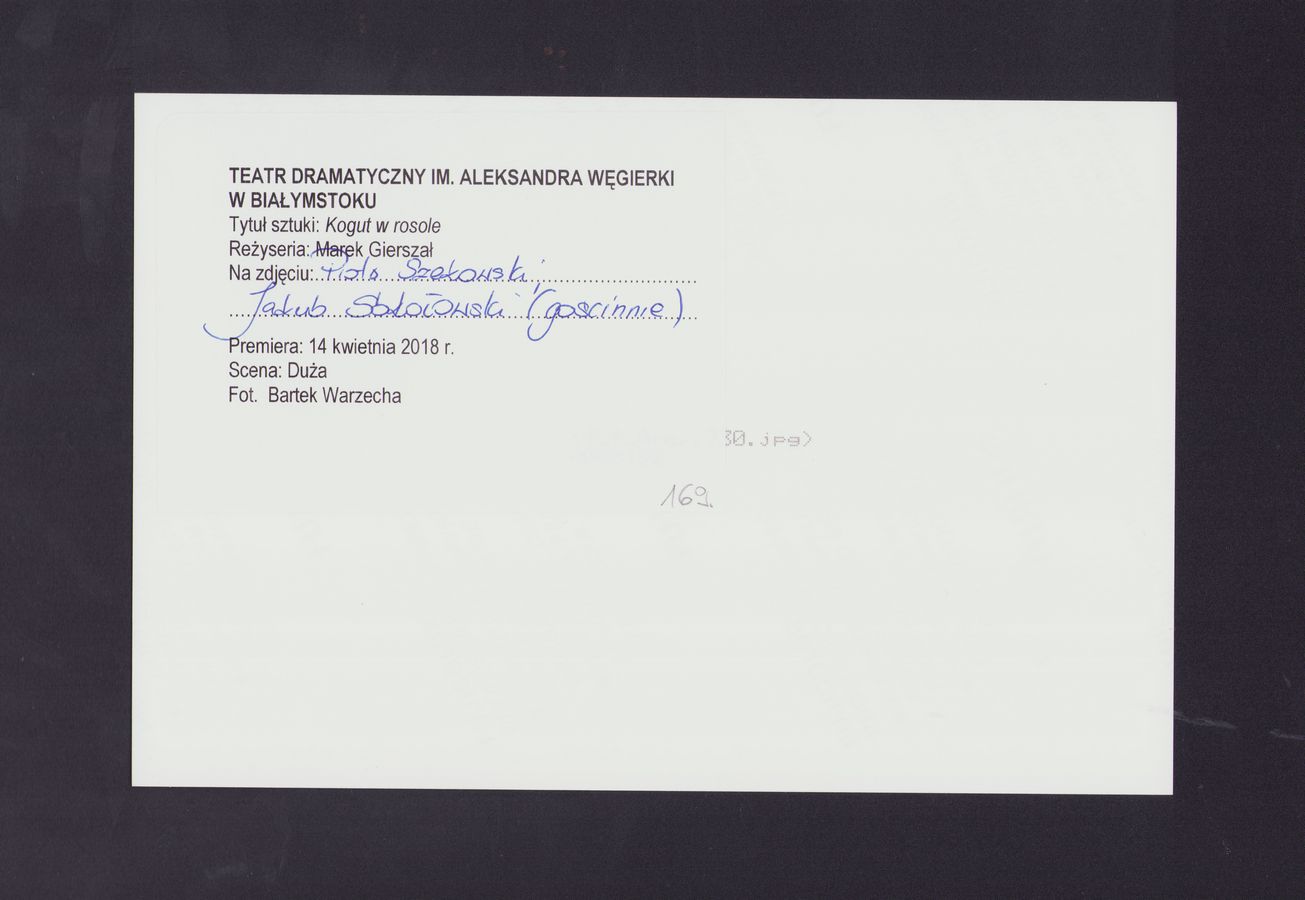 TEATR DRAMATYCZNY IM. ALEKSANDRA WĘGIERKI
W BIAŁYMSTOKU
Tytuł sztuki: Kogut w rosole
Reżyseria: Marek Gierszał
Na zdjęciu: Piotr Szekowski,
Jakub Sokołowski (gościnnie)
Premiera: 14 kwietnia 2018 r.
Scena: Duża
Fot. Bartek Warzecha
30.jpg>
169.